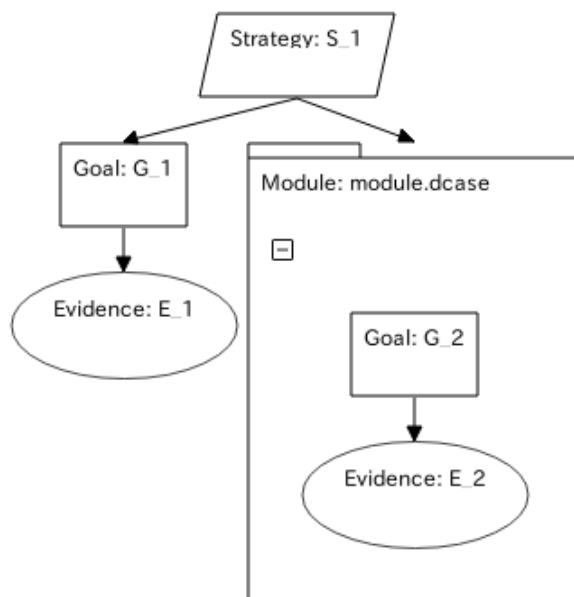 Strategy: S_1
Goal: G_1
Module: module.dcase
Evidence: E_1
Goal: G_2
Evidence: E_2